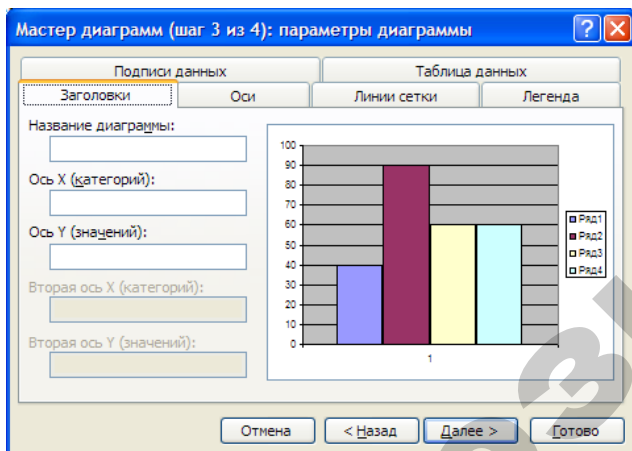 Мастер диаграмм (шаг 3 из 4): параметры диаграммы
Подписи данных Таблица данных
Заголовки Оси Линии сетки Легенда
Название диаграммы:
Ось X (категорий):
Ось Y (значений):
Вторая ось X (категорий):
Вторая ось Y (значений):
100
90
80
70
60
50
40
30
20
10
0
1
Ряд1
Ряд2
Ряд3
Ряд4
Отмена < Назад Далее > Готово